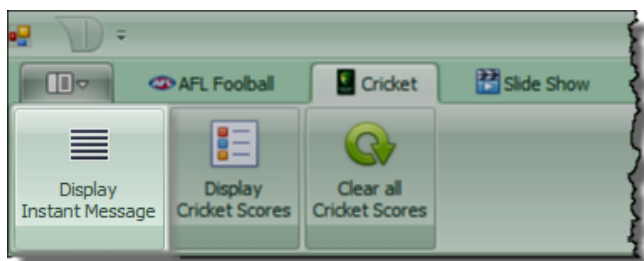 AFL Foolball
Cricket
Slide Show
Display
Instant Message
Display
Cricket Scores
Clear all
Cricket Scores